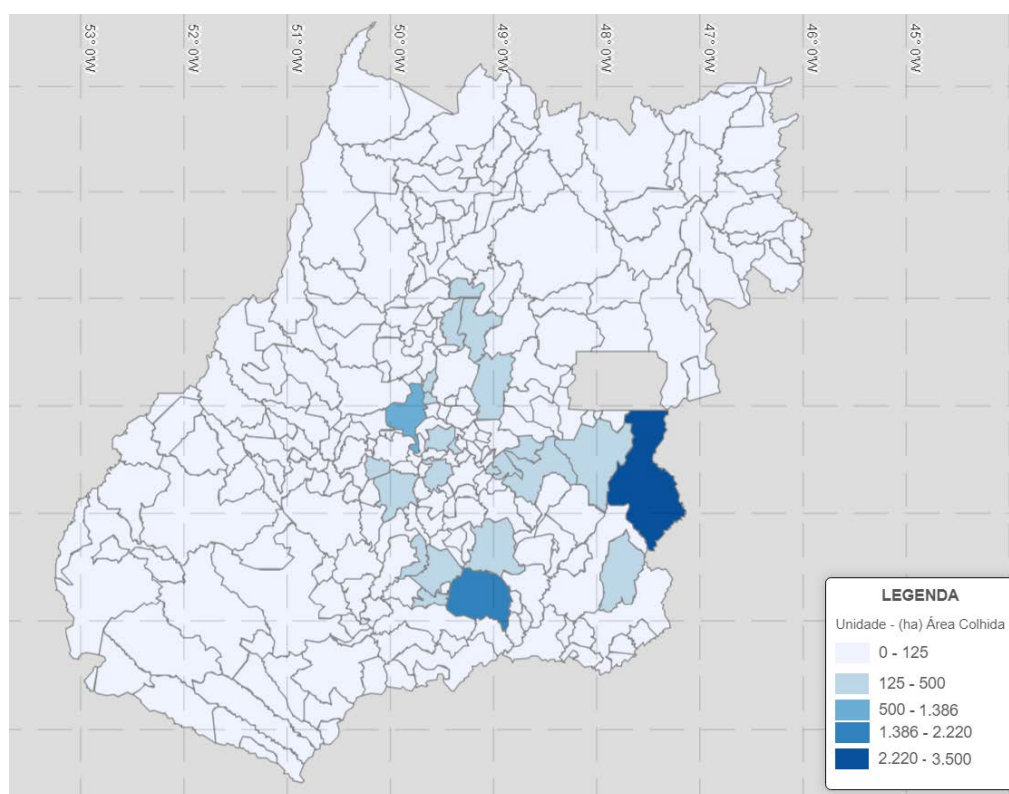 53°0'W
52°0'W
51°0'W
50°0'W
49°0'W
48°0'W
47°0'W
46°0'W
45°0'W
LEGENDA
Unidade - (ha) Área Colhida
0 - 125
125 - 500
500 - 1.386
1.386 - 2.220
2.220 - 3.500